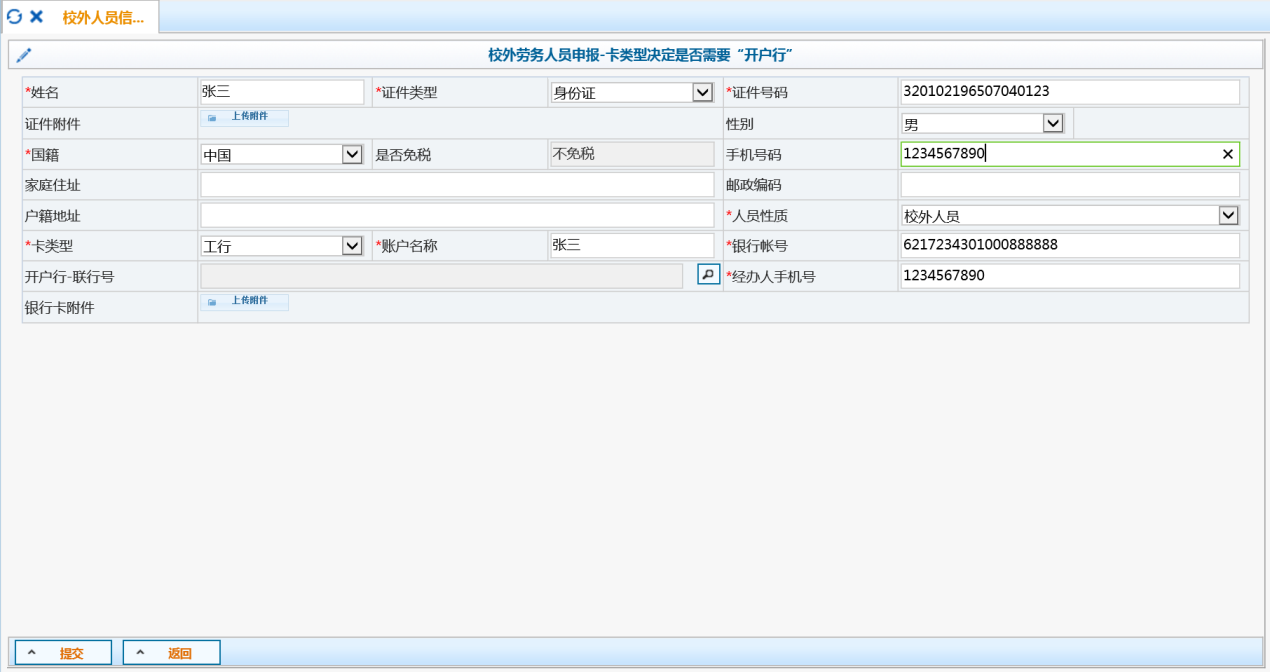 校外人员信...
校外劳务人员申报-卡类型决定是否需要“开户行”
*姓名 张三 *证件类型 身份证 *证件号码 320102196507040123
证件附件 上传附件 性别 男
*国籍 中国 是否免税 不免税 手机号码 1234567890
家庭住址 邮政编码
户籍地址 *人员性质 校外人员
*卡类型 工行 *账户名称 张三 *银行帐号 6217234301000888888
开户行-联行号 *经办人手机号 1234567890
银行卡附件 上传附件
提交 返回